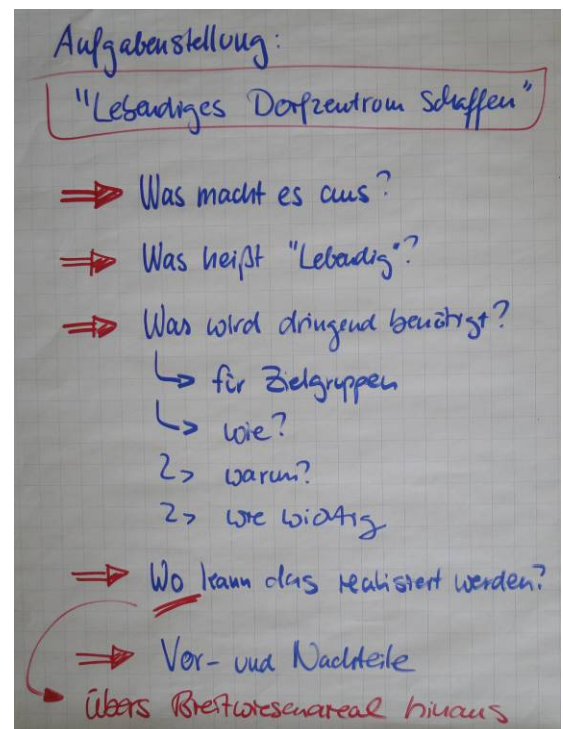 Aufgabenstellung:
"Lebendiges Dorfzentrum schaffen"
Was macht es aus?
Was heißt "Lebendig"?
Was wird dringend benötigt?
für Zielgruppen
wie?
warum?
wie wichtig
Wo kann das realisiert werden?
Vor- und Nachteile
übers Breitwiesenareal hinaus